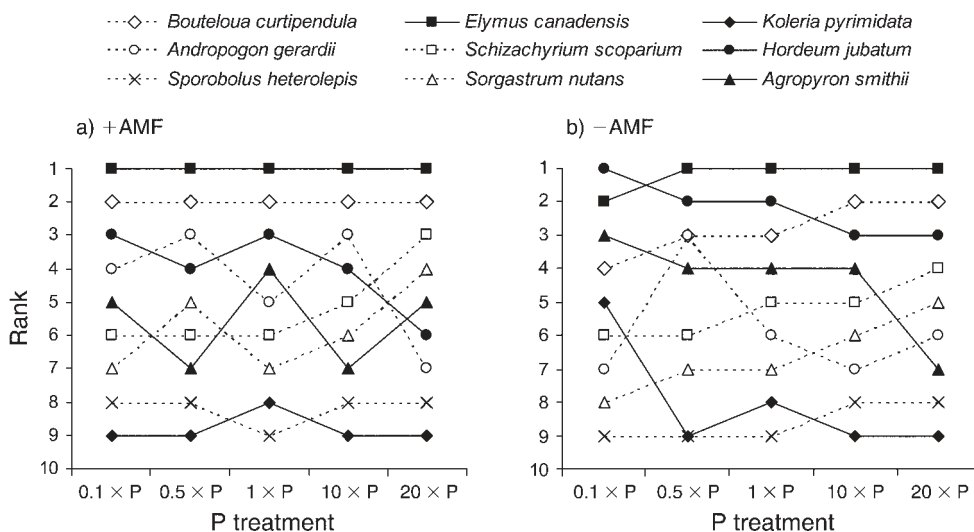 Bouteloua curtipendula Elymus canadensis Koleria pyrimidata
Andropogon gerardii Schizachyrium scoparium Hordeum jubatum
Sporobolus heterolepis Sorgastrum nutans Agropyron smithii
a) +AMF
Rank
1
2
3
4
5
6
7
8
9
10
0.1 × P 0.5 × P 1 × P 10 × P 20 × P
P treatment
b) −AMF
1
2
3
4
5
6
7
8
9
10
0.1 × P 0.5 × P 1 × P 10 × P 20 × P
P treatment